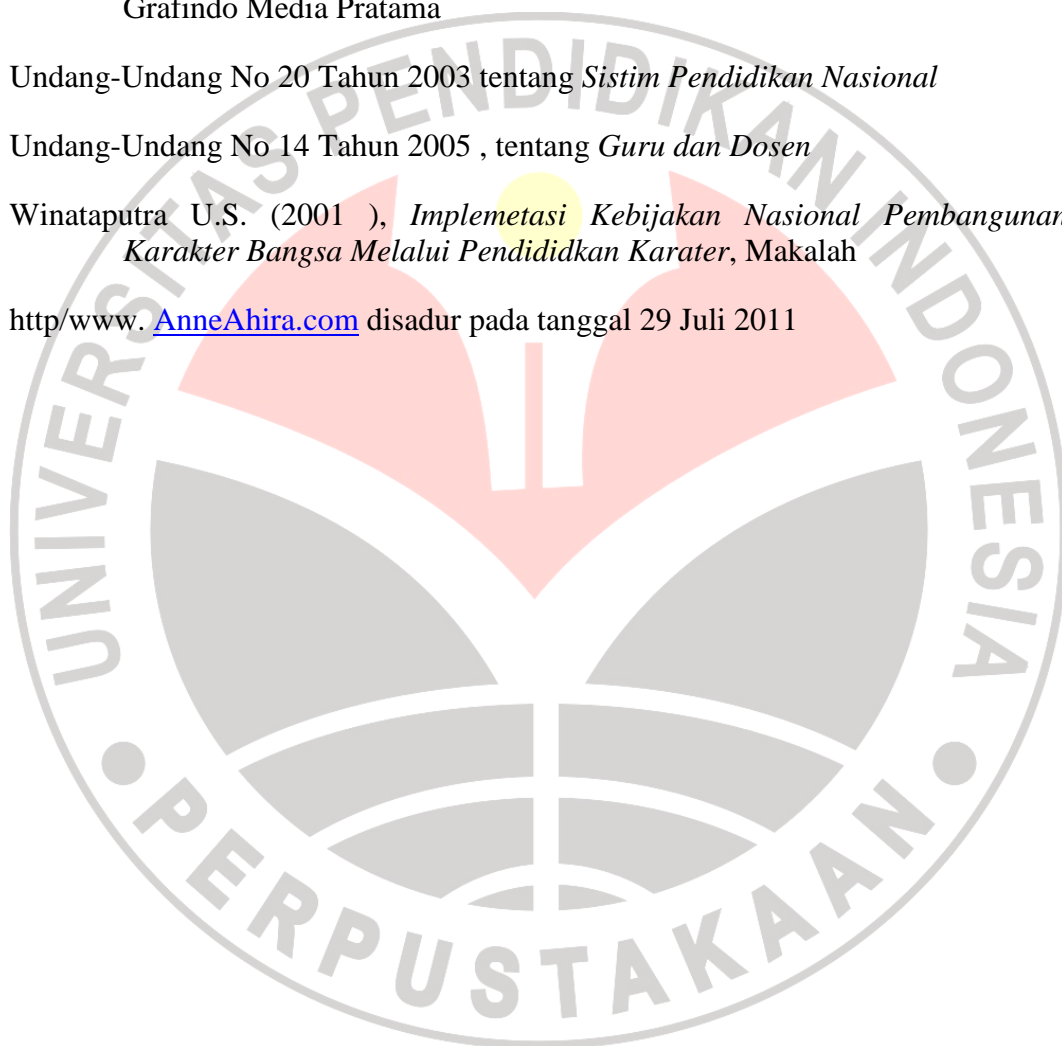 Grafindo Media Pratama
Undang-Undang No 20 Tahun 2003 tentang Sistim Pendidikan Nasional
Undang-Undang No 14 Tahun 2005 , tentang Guru dan Dosen
Winataputra U.S. (2001 ), Implemetasi Kebijakan Nasional Pembangunan
Karakter Bangsa Melalui Pendididkan Karater, Makalah
http/www. AnneAhira.com disadur pada tanggal 29 Juli 2011
UNIVERSITAS PENDIDIKAN INDONESIA
PERPUSTAKAAN